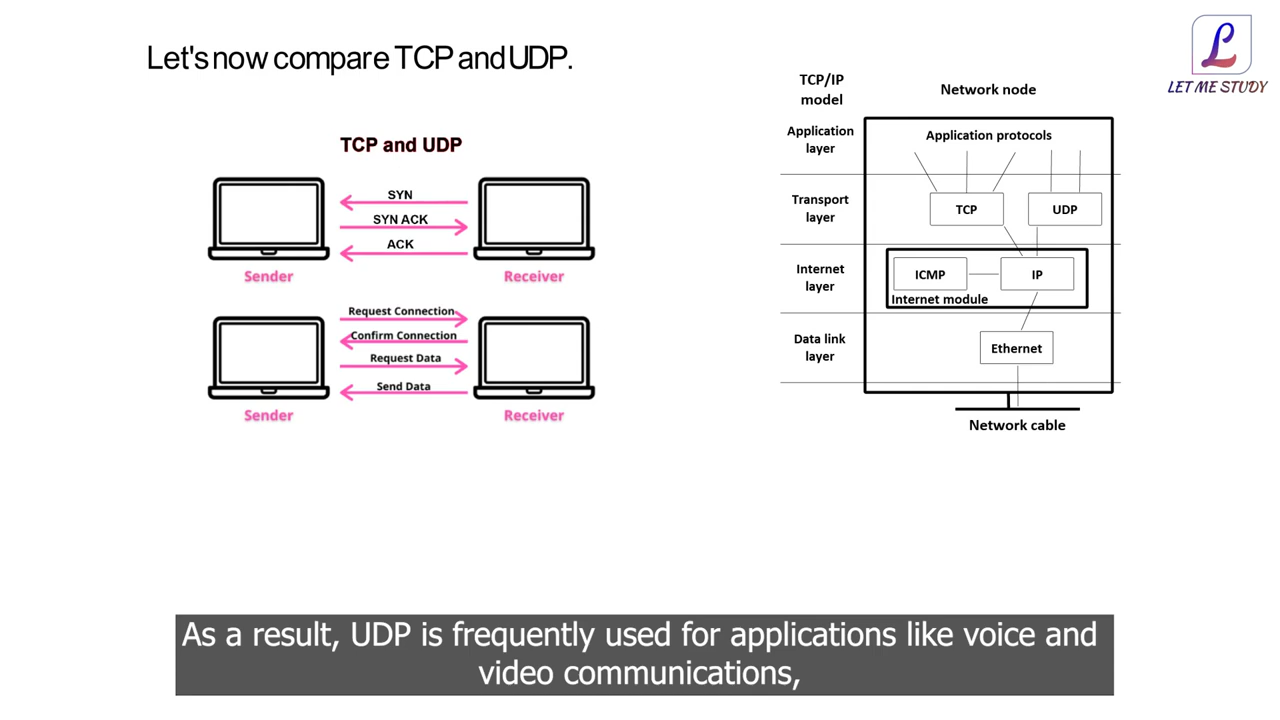 Let's now compare TCP and UDP.
L
LET ME STUDY
TCP and UDP
SYN
SYN ACK
ACK
Sender
Receiver
Request Connection
Confirm Connection
Request Data
Send Data
Sender
Receiver
TCP/IP
model
Network node
Application
layer
Application protocols
Transport
layer
TCP
UDP
Internet
layer
ICMP
IP
Internet module
Data link
layer
Ethernet
Network cable
As a result, UDP is frequently used for applications like voice and
video communications,